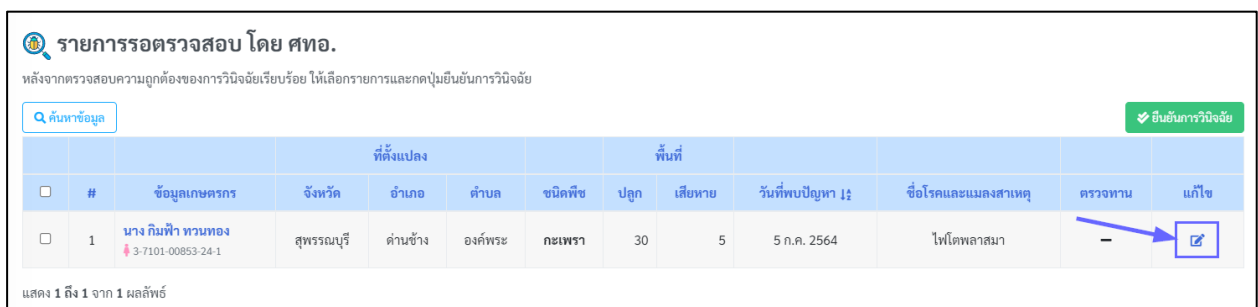 รายการรอตรวจสอบ โดย ศทอ.
หลังจากตรวจสอบความถูกต้องของการวินิจฉัยเรียบร้อย ให้เลือกรายการและกดปุ่มยืนยันการวินิจฉัย
ค้นหาข้อมูล ยืนยันการวินิจฉัย
ที่ตั้งแปลง พื้นที่
# ข้อมูลเกษตรกร จังหวัด อำเภอ ตำบล ชนิดพืช ปลูก เสียหาย วันที่พบปัญหา ชื่อโรคและแมลงสาเหตุ ตรวจทาน แก้ไข
1 นาง กิมฟ้า ทวนทอง สุพรรณบุรี ด่านช้าง องค์พระ กะเพรา 30 5 5 ก.ค. 2564 ไฟโตพลาสมา –
3-7101-00853-24-1
แสดง 1 ถึง 1 จาก 1 ผลลัพธ์